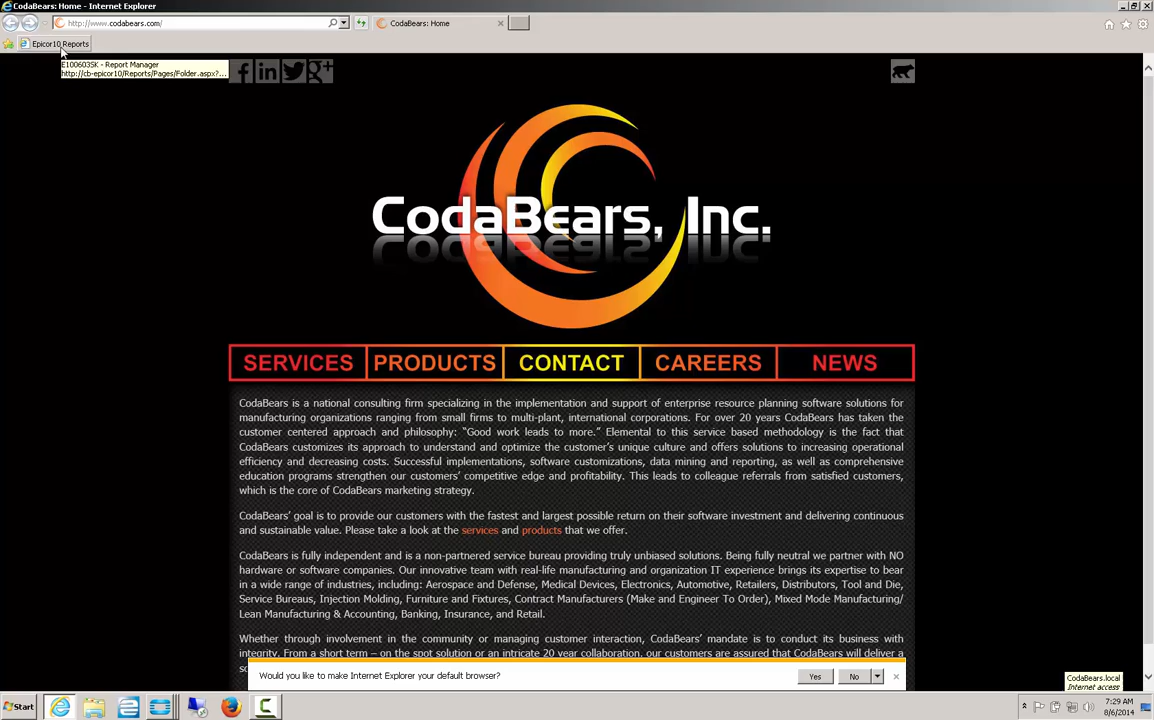 CodaBears: Home - Internet Explorer
http://www.codabears.com/
CodaBears: Home
Epicor10 Reports
E100603SK - Report Manager
http://cb-epicor10/Reports/Pages/Folder.aspx?...
CodaBears, Inc.
SERVICES PRODUCTS CONTACT CAREERS NEWS
CodaBears is a national consulting firm specializing in the implementation and support of enterprise resource planning software solutions for
manufacturing organizations ranging from small firms to multi-plant, international corporations. For over 20 years CodaBears has taken the
customer centered approach and philosophy: “Good work leads to more.” Elemental to this service based methodology is the fact that
CodaBears customizes its approach to understand and optimize the customer’s unique culture and offers solutions to increasing operational
efficiency and decreasing costs. Successful implementations, software customizations, data mining and reporting, as well as comprehensive
education programs strengthen our customers’ competitive edge and profitability. This leads to colleague referrals from satisfied customers,
which is the core of CodaBears marketing strategy.
CodaBears’ goal is to provide our customers with the fastest and largest possible return on their software investment and delivering continuous
and sustainable value. Please take a look at the services and products that we offer.
CodaBears is fully independent and is a non-partnered service bureau providing truly unbiased solutions. Being fully neutral we partner with NO
hardware or software companies. Our innovative team with real-life manufacturing and organization IT experience brings its expertise to bear
in a wide range of industries, including: Aerospace and Defense, Medical Devices, Electronics, Automotive, Retailers, Distributors, Tool and Die,
Service Bureaus, Injection Molding, Furniture and Fixtures, Contract Manufacturers (Make and Engineer To Order), Mixed Mode Manufacturing/
Lean Manufacturing & Accounting, Banking, Insurance, and Retail.
Whether through involvement in the community or managing customer interaction, CodaBears’ mandate is to conduct its business with
integrity. From a short term – on the spot solution or an intricate 20 year collaboration, our customers are assured that CodaBears will deliver a
Would you like to make Internet Explorer your default browser?
Yes
No
CodaBears.local
Internet access
Start
7:29 AM
8/6/2014